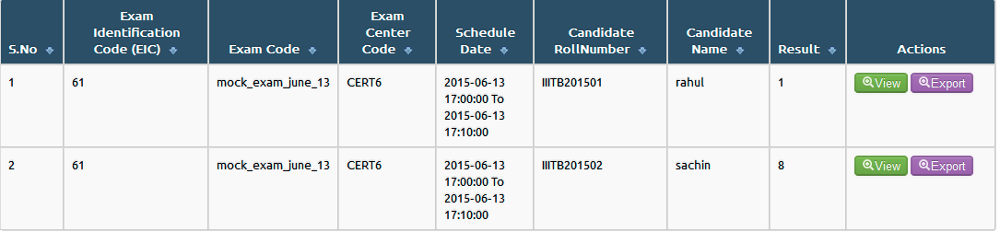 S.No Exam Identification Code (EIC) Exam Code Exam Center Code Schedule Date Candidate RollNumber Candidate Name Result Actions
1 61 mock_exam_june_13 CERT6 2015-06-13 17:00:00 To 2015-06-13 17:10:00 IIITB201501 rahul 1 View Export
2 61 mock_exam_june_13 CERT6 2015-06-13 17:00:00 To 2015-06-13 17:10:00 IIITB201502 sachin 8 View Export